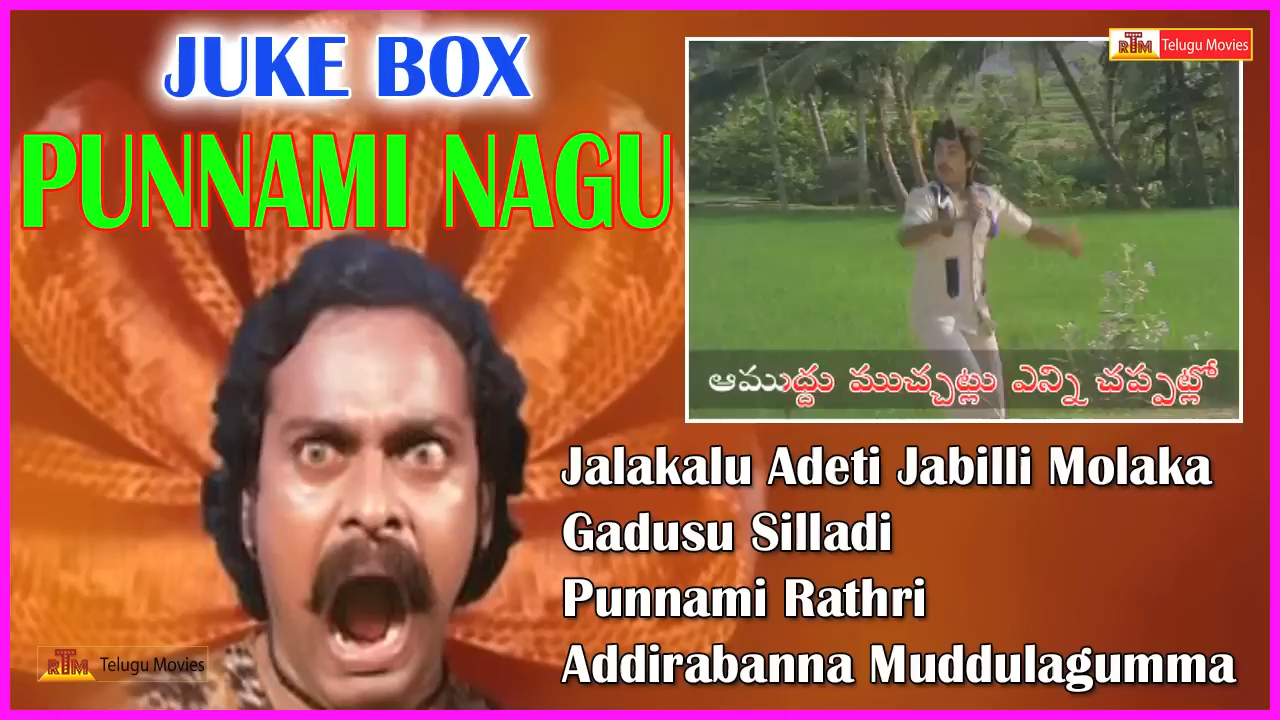 JUKE BOX
PUNNAMI NAGU
RTM Telugu Movies
ఆముద్దు ముచ్చట్లు ఎన్ని చప్పట్లో
Jalakalu Adeti Jabilli Molaka
Gadusu Silladi
Punnami Rathri
Addirabanna Muddulagumma
RTM Telugu Movies